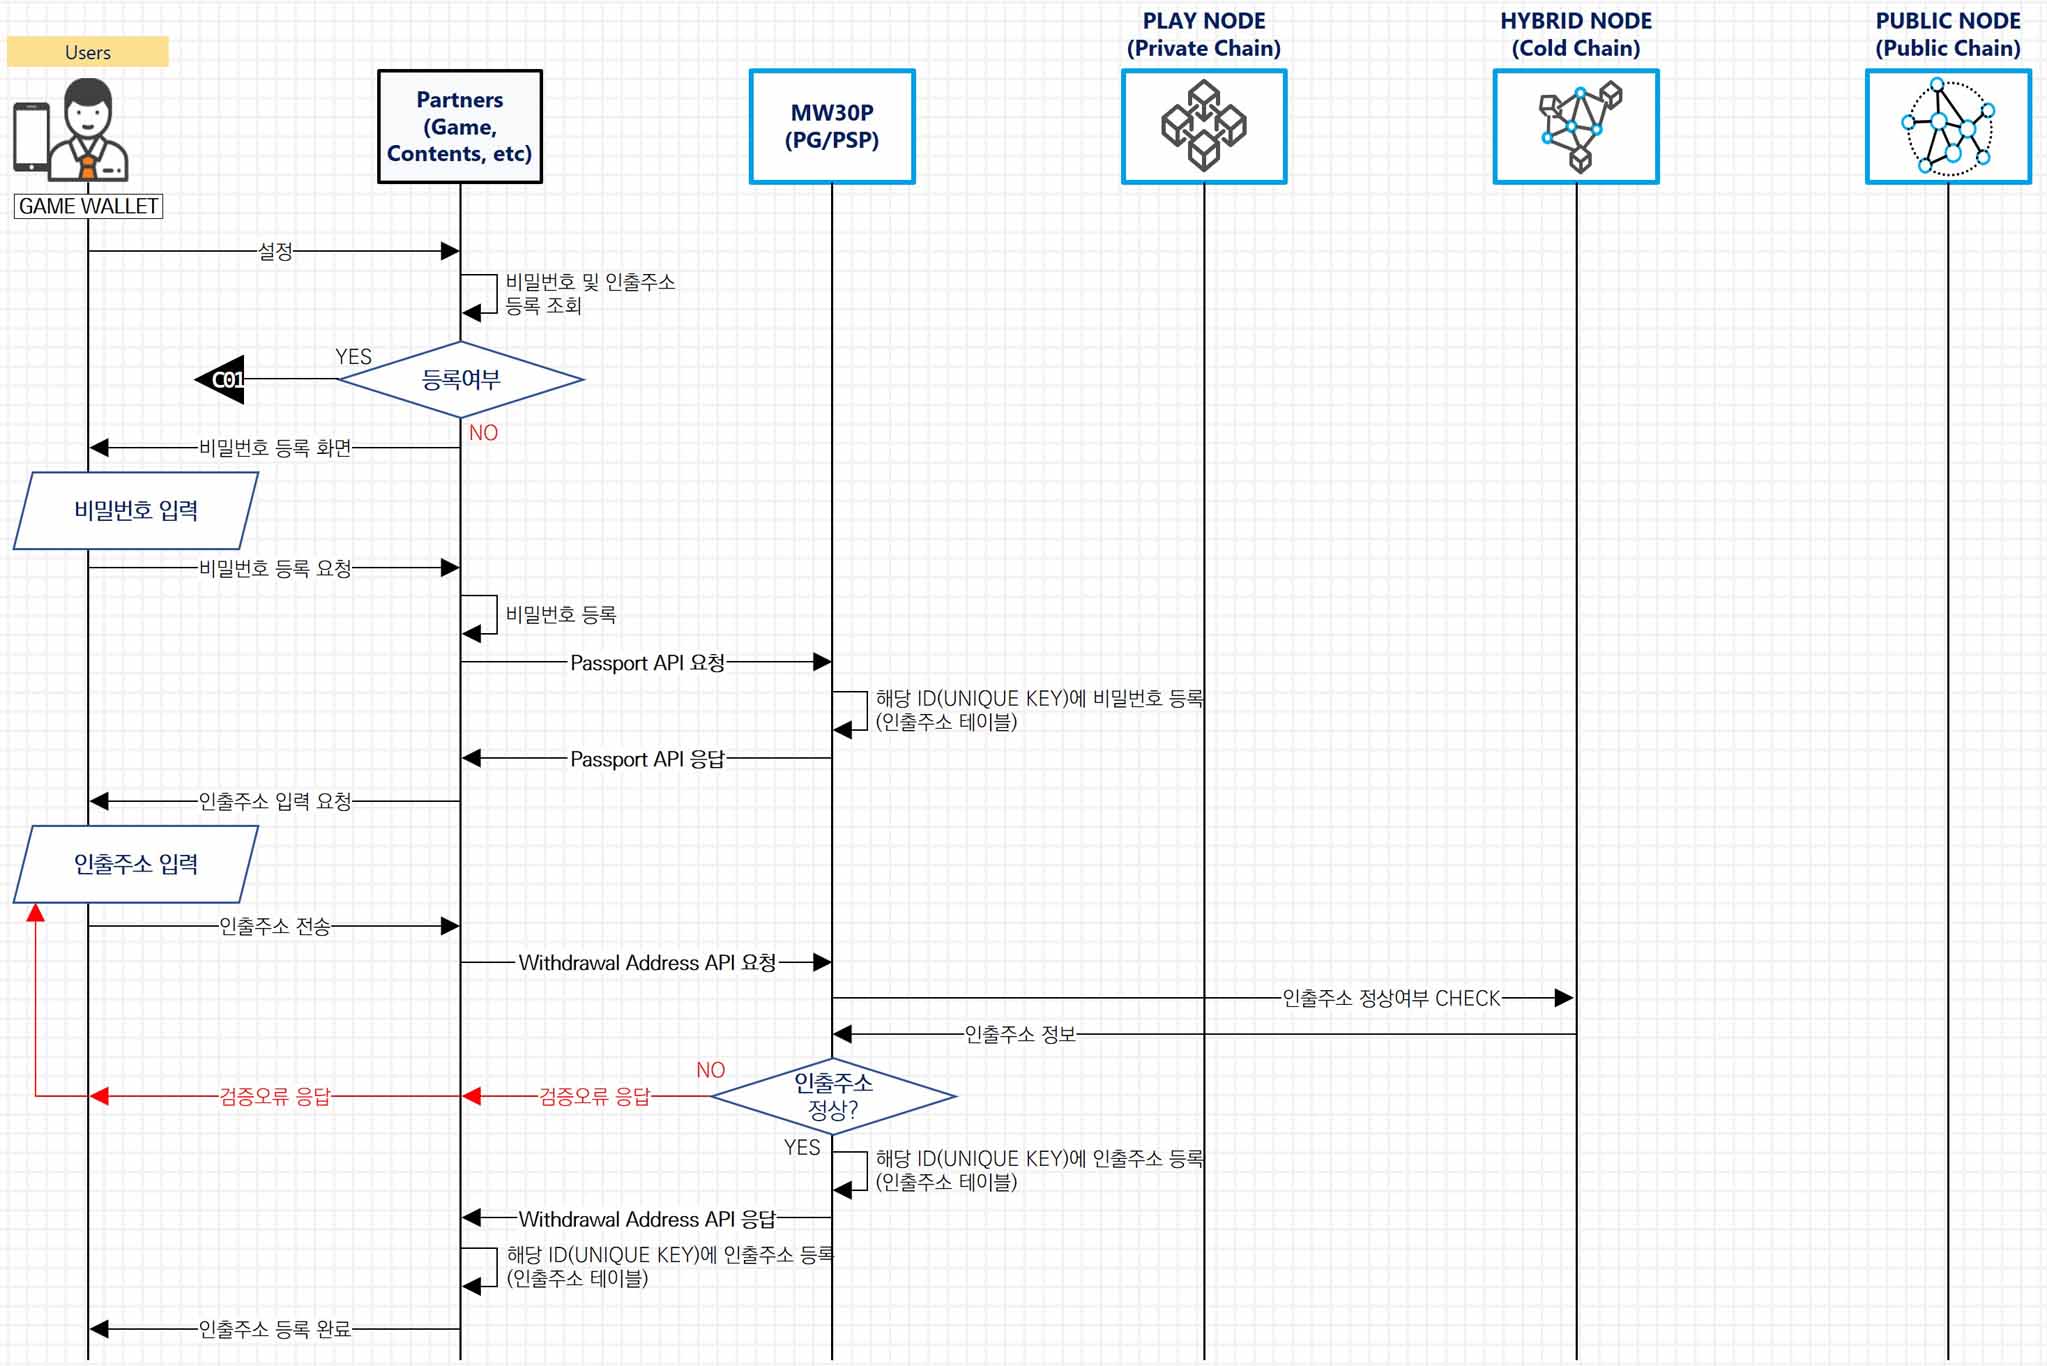 PLAY NODE
(Private Chain)
HYBRID NODE
(Cold Chain)
PUBLIC NODE
(Public Chain)
Users
Partners
(Game,
Contents, etc)
MW30P
(PG/PSP)
GAME WALLET
설정
비밀번호 및 인출주소
등록 조회
YES
C01
등록여부
NO
비밀번호 등록 화면
비밀번호 입력
비밀번호 등록 요청
비밀번호 등록
Passport API 요청
해당 ID(UNIQUE KEY)에 비밀번호 등록
(인출주소 테이블)
Passport API 응답
인출주소 입력 요청
인출주소 입력
인출주소 전송
Withdrawal Address API 요청
인출주소 정상여부 CHECK
인출주소 정보
NO
인출주소
정상?
검증오류 응답
검증오류 응답
YES
해당 ID(UNIQUE KEY)에 인출주소 등록
(인출주소 테이블)
Withdrawal Address API 응답
해당 ID(UNIQUE KEY)에 인출주소 등록
(인출주소 테이블)
인출주소 등록 완료